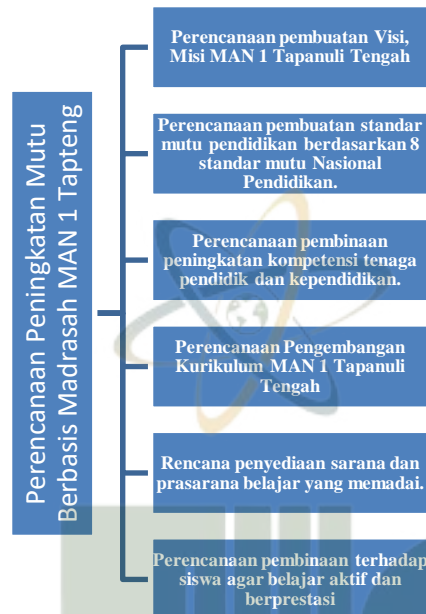 Perencanaan Peningkatan Mutu
Berbasis Madrasah MAN 1 Tapteng
Perencanaan pembuatan Visi,
Misi MAN 1 Tapanuli Tengah
Perencanaan pembuatan standar
mutu pendidikan berdasarkan 8
standar mutu Nasional
Pendidikan.
Perencanaan pembinaan
peningkatan kompetensi tenaga
pendidik dan kependidikan.
Perencanaan Pengembangan
Kurikulum MAN 1 Tapanuli
Tengah
Rencana penyediaan sarana dan
prasarana belajar yang memadai.
Perencanaan pembinaan terhadap
siswa agar belajar aktif dan
berprestasi